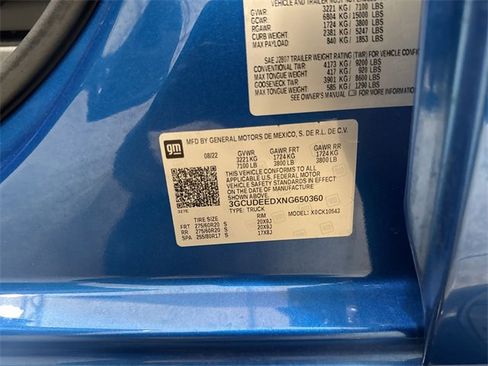 VEHICLE AND TRAILER MUST NOT
GVWR 3221 KG 7100 LBS
GCWR 6804 KG 15000 LBS
RGAWR 1724 KG 3800 LBS
CURB WEIGHT 2381 KG 5247 LBS
MAX PAYLOAD 840 KG 1853 LBS
SAE J2807 TRAILER WEIGHT RATING (TWR) FOR VEHICLE CONFIG
CONVENTIONAL TWR 4173 KG 9200 LBS
MAX TONGUE WEIGHT 417 KG 920 LBS
GOOSENECK TWR 3901 KG 8600 LBS
MAX TONGUE WEIGHT 585 KG 1290 LBS
SEE OWNER'S MANUAL
gm
MFD BY GENERAL MOTORS DE MEXICO, S. DE R.L. DE C.V.
08/22 GVWR GAWR FRT GAWR RR
3221 KG 1724 KG 1724 KG
7100 LB 3800 LB 3800 LB
THIS VEHICLE CONFORMS TO ALL
APPLICABLE U.S. FEDERAL MOTOR
VEHICLE SAFETY STANDARDS IN EFFECT
ON THE DATE OF MANUFACTURE
SHOWN ABOVE.
3GCUDEEDXNG650360
TYPE: TRUCK MODEL: X0CK10543
TIRE SIZE RIM
FRT 275/60R20 S 20X9J
RR 275/60R20 S 20X9J
SPA 255/80R17 S 17X8J